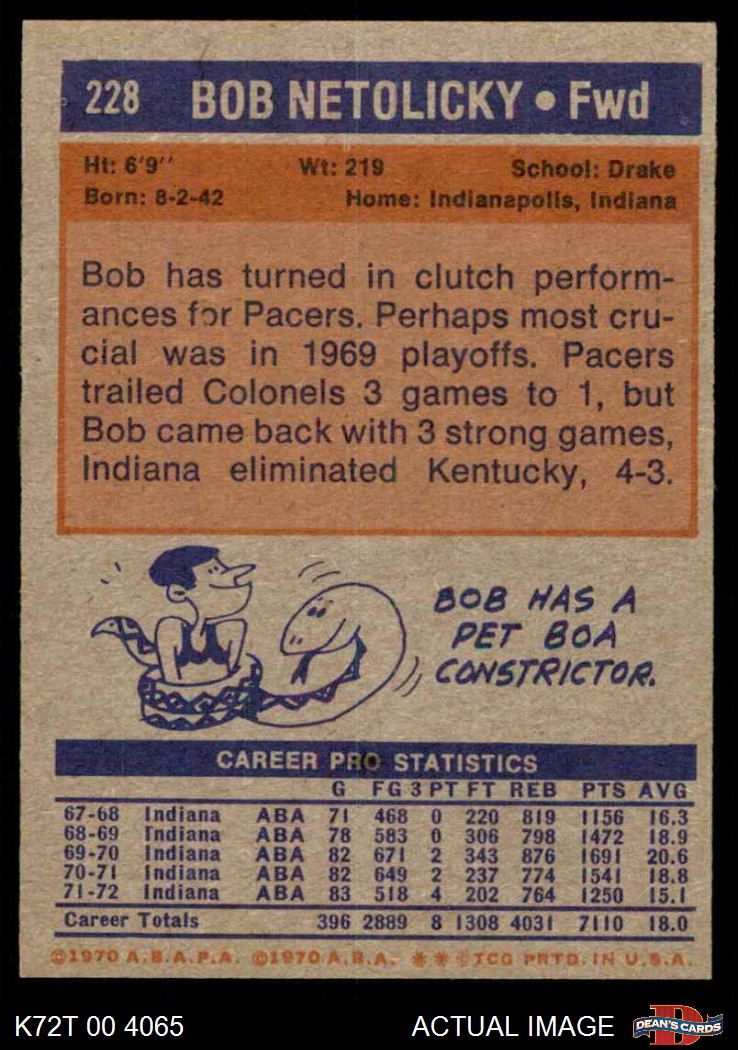 228 BOB NETOLICKY • Fwd
Ht: 6'9'' Wt: 219 School: Drake
Born: 8-2-42 Home: Indianapolis, Indiana
Bob has turned in clutch perform-
ances for Pacers. Perhaps most cru-
cial was in 1969 playoffs. Pacers
trailed Colonels 3 games to 1, but
Bob came back with 3 strong games,
Indiana eliminated Kentucky, 4-3.
BOB HAS A
PET BOA
CONSTRICTOR.
CAREER PRO STATISTICS
G FG 3 PT FT REB PTS AVG
67-68 Indiana ABA 71 468 0 220 819 1156 16.3
68-69 Indiana ABA 78 583 0 306 798 1472 18.9
69-70 Indiana ABA 82 671 2 343 876 1691 20.6
70-71 Indiana ABA 82 649 2 237 774 1541 18.8
71-72 Indiana ABA 83 518 4 202 764 1250 15.1
Career Totals 396 2889 8 1308 4031 7110 18.0
©1970 A.B.A.P.A. ©1970 A.B.A. ** ©TCG PRTD. IN U.S.A.
K72T 00 4065 ACTUAL IMAGE DEAN'S CARDS